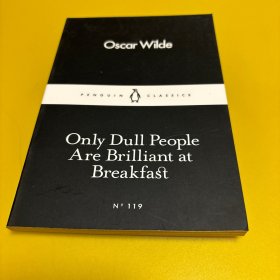 Oscar Wilde
PENGUIN CLASSICS
Only Dull People
Are Brilliant at
Breakfast
Nº 119